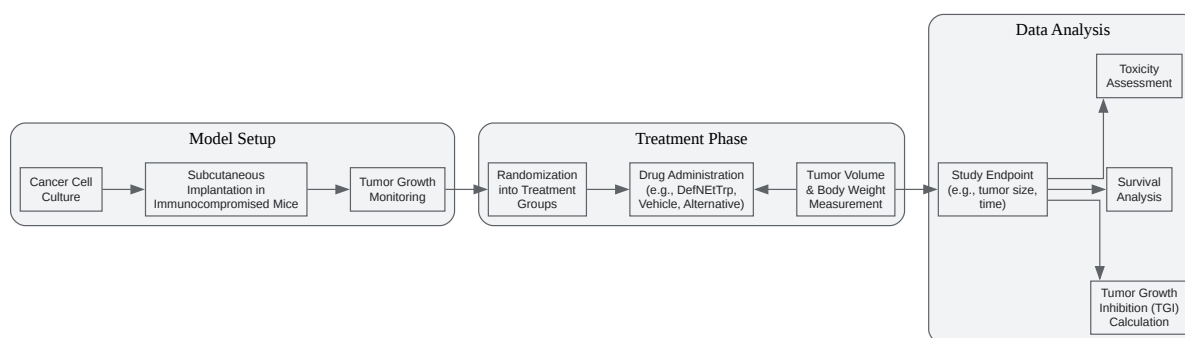 Model Setup
Cancer Cell
Culture
Subcutaneous
Implantation in
Immunocompromised Mice
Tumor Growth
Monitoring
Treatment Phase
Randomization
into Treatment
Groups
Drug Administration
(e.g., DefNEtTrp,
Vehicle, Alternative)
Tumor Volume
& Body Weight
Measurement
Data Analysis
Study Endpoint
(e.g., tumor size,
time)
Toxicity
Assessment
Survival
Analysis
Tumor Growth
Inhibition (TGI)
Calculation